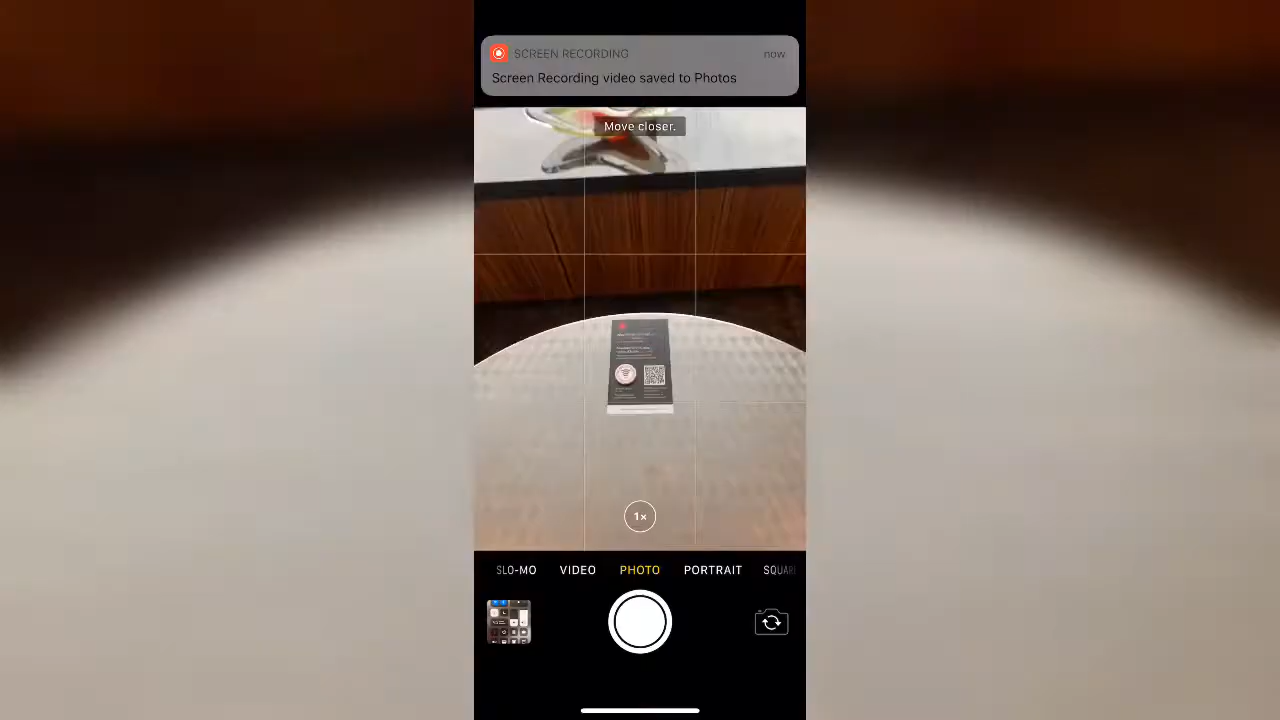 SCREEN RECORDING now
Screen Recording video saved to Photos
Move closer.
1×
SLO-MO VIDEO PHOTO PORTRAIT SQUAR